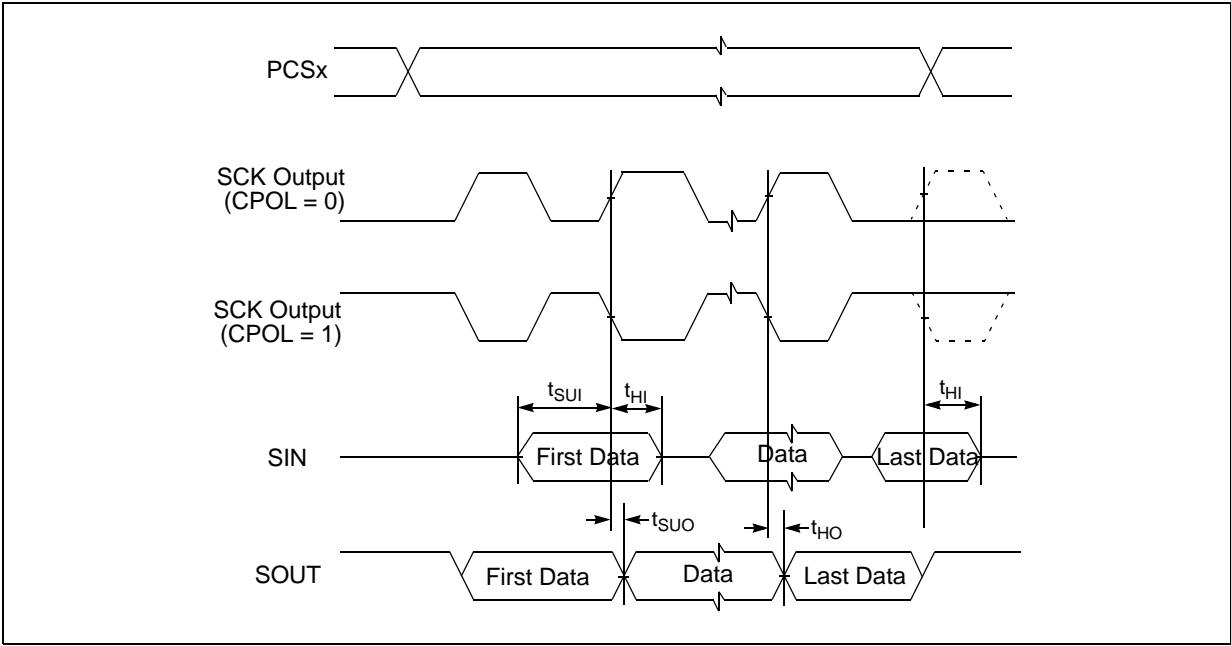 PCSx
SCK Output
(CPOL = 0)
SCK Output
(CPOL = 1)
tSUI
tHI
tHI
SIN
First Data
Data
Last Data
tSUO
tHO
SOUT
First Data
Data
Last Data